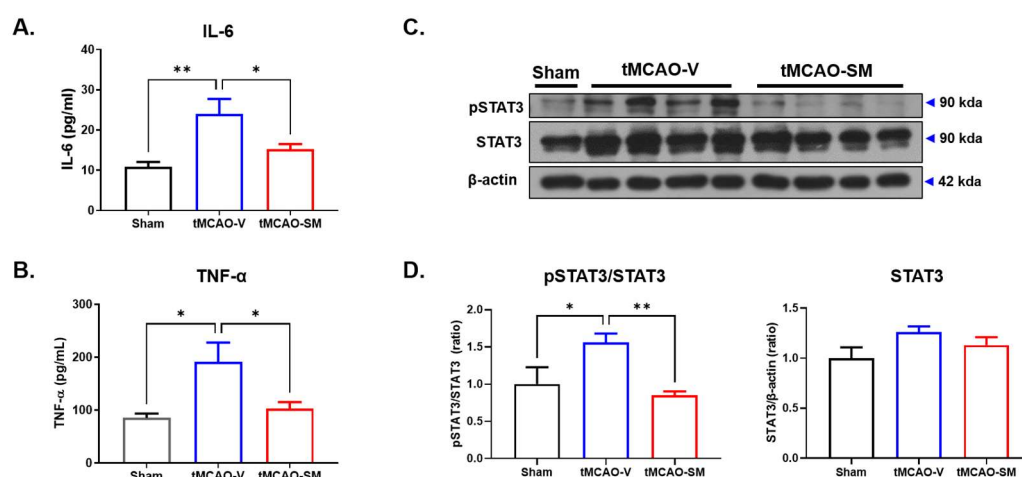 A.
IL-6
IL-6 (pg/ml)
40
30
20
10
0
**
*
Sham
tMCAO-V
tMCAO-SM
B.
TNF-α
TNF-α (pg/mL)
300
200
100
0
*
*
Sham
tMCAO-V
tMCAO-SM
C.
Sham
tMCAO-V
tMCAO-SM
pSTAT3
90 kda
STAT3
90 kda
β-actin
42 kda
D.
pSTAT3/STAT3
pSTAT3/STAT3 (ratio)
2.0
1.5
1.0
0.5
0.0
*
**
Sham
tMCAO-V
tMCAO-SM
STAT3
STAT3/β-actin (ratio)
1.5
1.0
0.5
0.0
Sham
tMCAO-V
tMCAO-SM